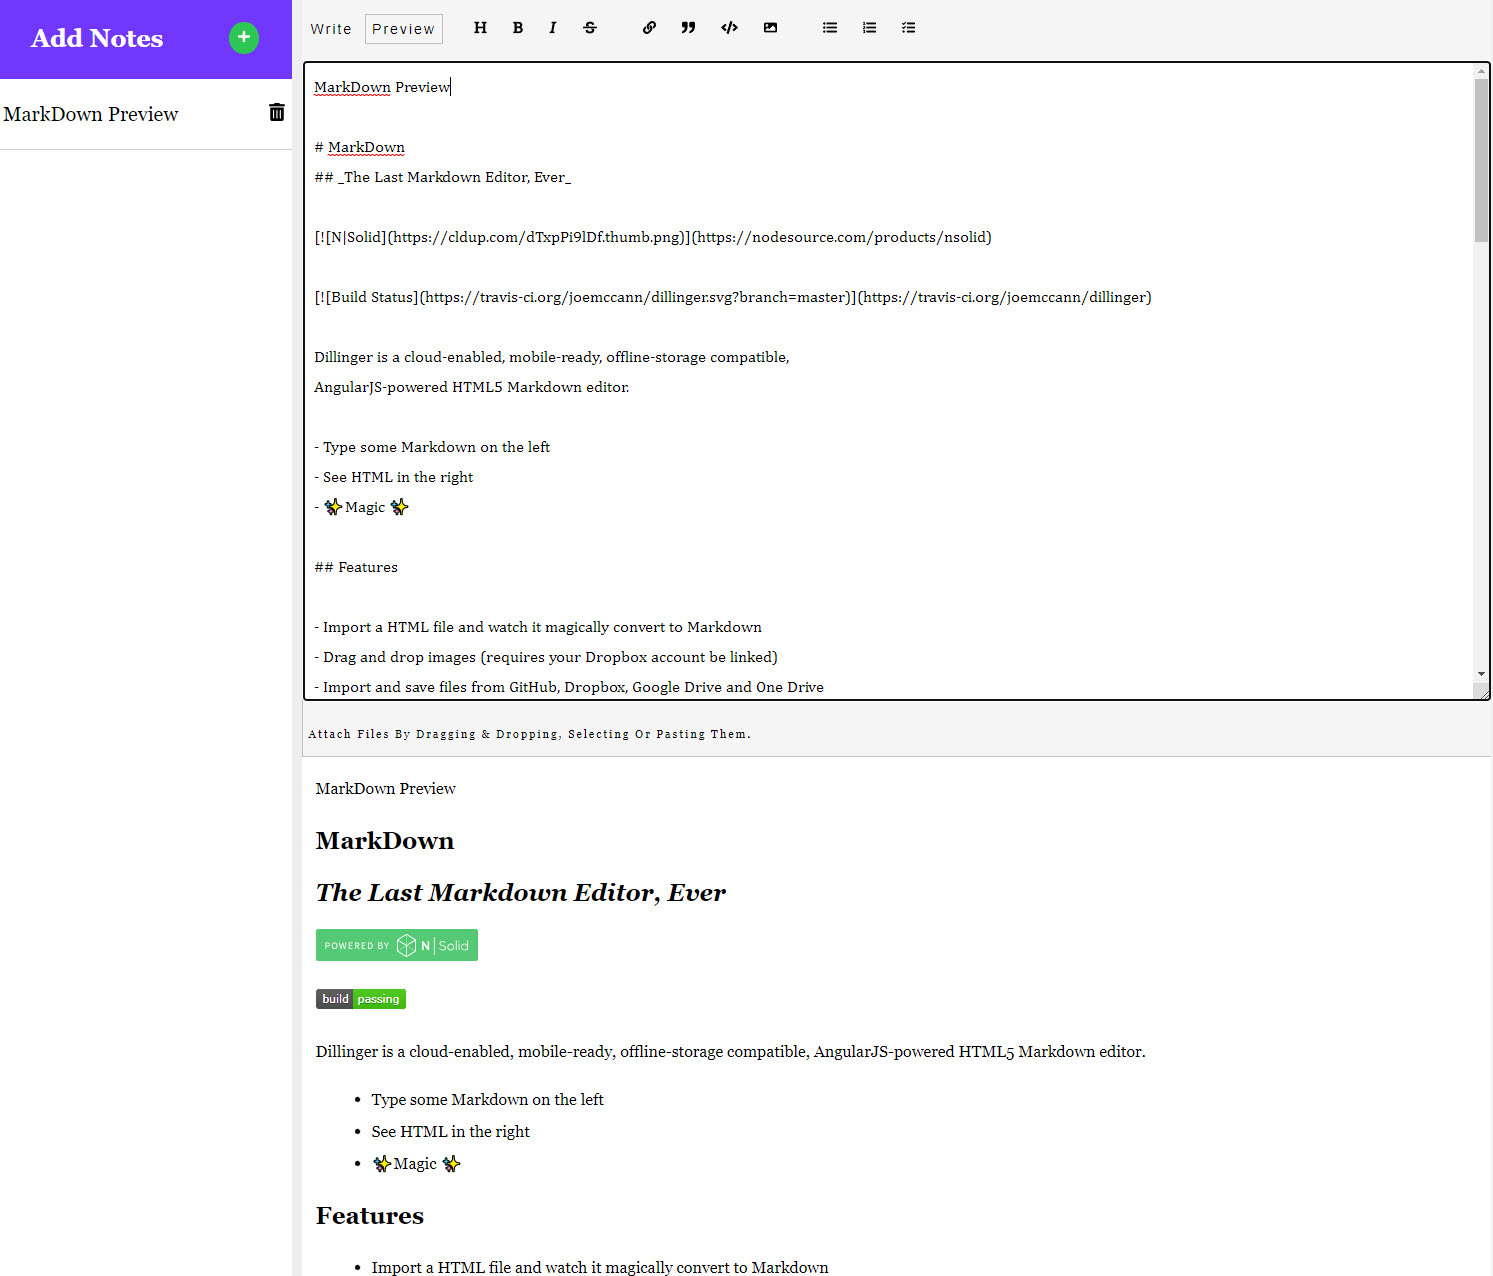 Add Notes
MarkDown Preview
Write Preview H B I S
MarkDown Preview
# MarkDown
## _The Last Markdown Editor, Ever_
[![N|Solid](https://cldup.com/dTxpPi9lDf.thumb.png)](https://nodesource.com/products/nsolid)
[![Build Status](https://travis-ci.org/joemccann/dillinger.svg?branch=master)](https://travis-ci.org/joemccann/dillinger)
Dillinger is a cloud-enabled, mobile-ready, offline-storage compatible,
AngularJS-powered HTML5 Markdown editor.
- Type some Markdown on the left
- See HTML in the right
- ✨Magic ✨
## Features
- Import a HTML file and watch it magically convert to Markdown
- Drag and drop images (requires your Dropbox account be linked)
- Import and save files from GitHub, Dropbox, Google Drive and One Drive
Attach Files By Dragging & Dropping, Selecting Or Pasting Them.
MarkDown Preview
MarkDown
The Last Markdown Editor, Ever
POWERED BY N|Solid
build passing
Dillinger is a cloud-enabled, mobile-ready, offline-storage compatible, AngularJS-powered HTML5 Markdown editor.
• Type some Markdown on the left
• See HTML in the right
• ✨Magic ✨
Features
• Import a HTML file and watch it magically convert to Markdown